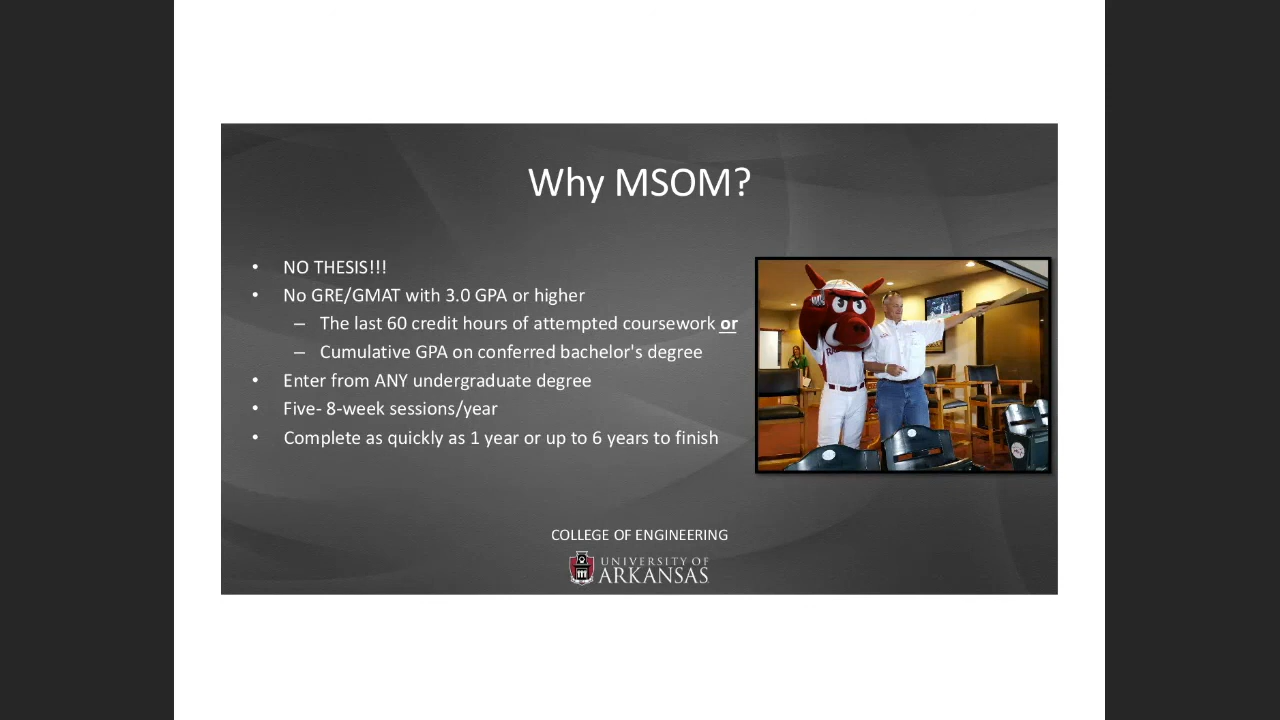 Why MSOM?
• NO THESIS!!!
• No GRE/GMAT with 3.0 GPA or higher
– The last 60 credit hours of attempted coursework or
– Cumulative GPA on conferred bachelor's degree
• Enter from ANY undergraduate degree
• Five- 8-week sessions/year
• Complete as quickly as 1 year or up to 6 years to finish
COLLEGE OF ENGINEERING
UNIVERSITY OF
ARKANSAS